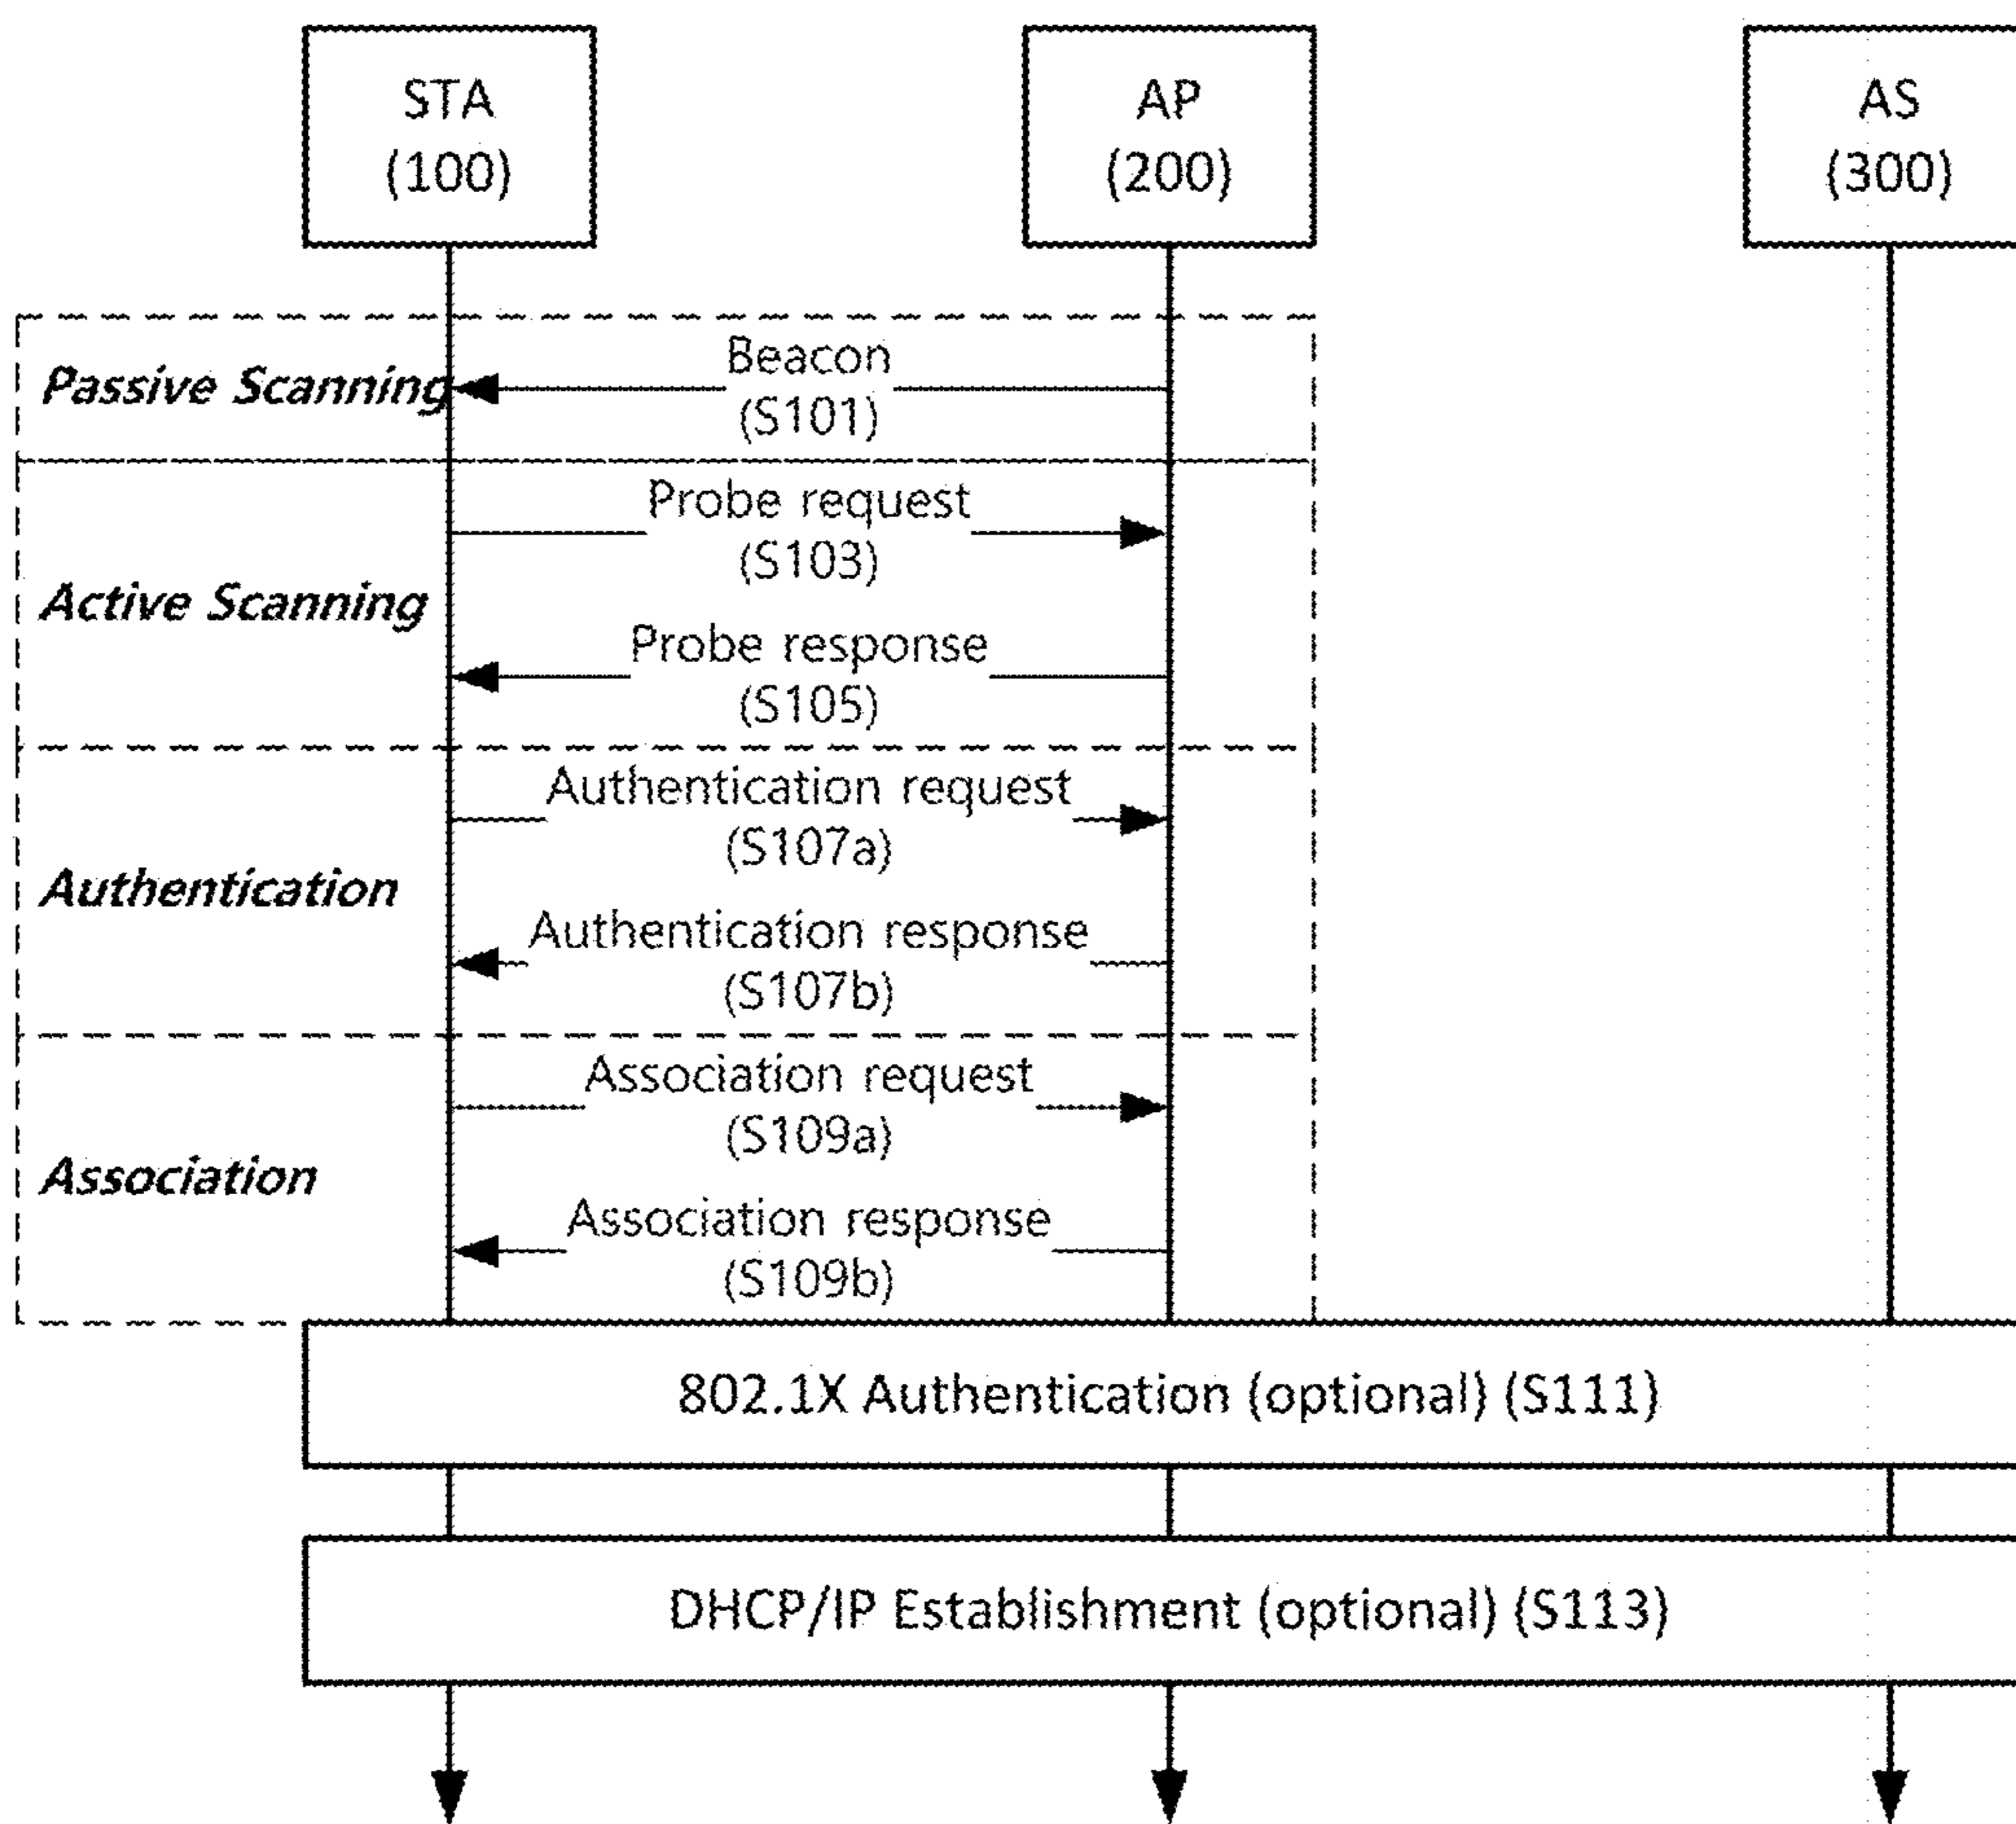 STA
(100)
AP
(200)
AS
(300)
Passive Scanning
Beacon
(S101)
Active Scanning
Probe request
(S103)
Probe response
(S105)
Authentication
Authentication request
(S107a)
Authentication response
(S107b)
Association
Association request
(S109a)
Association response
(S109b)
802.1X Authentication (optional) (S111)
DHCP/IP Establishment (optional) (S113)